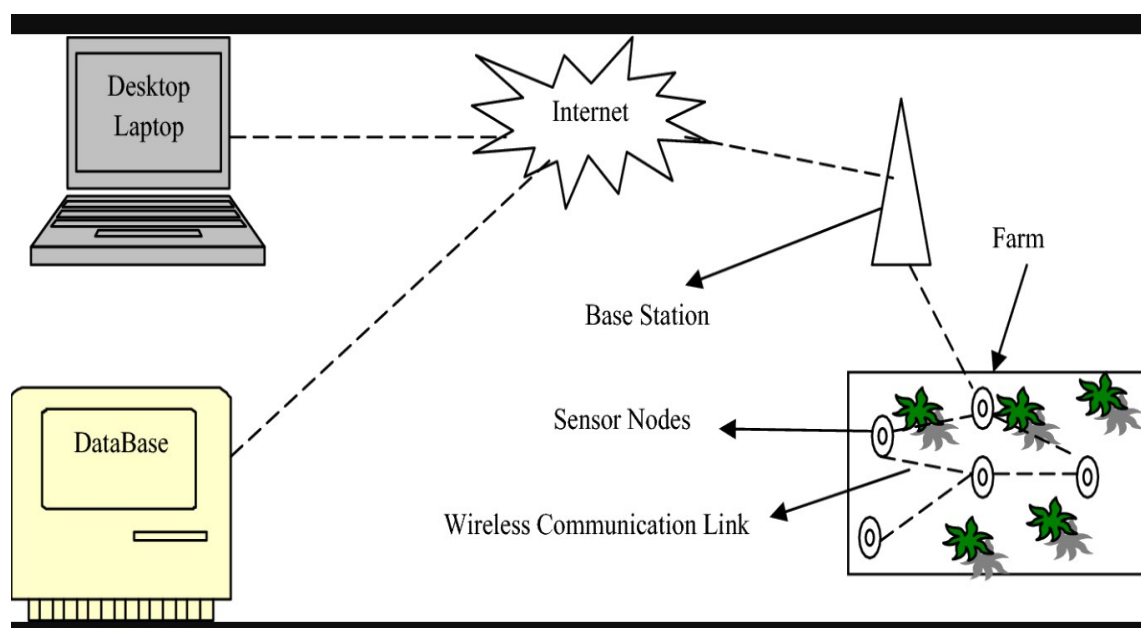 Desktop
Laptop
Internet
Farm
Base Station
Sensor Nodes
DataBase
Wireless Communication Link